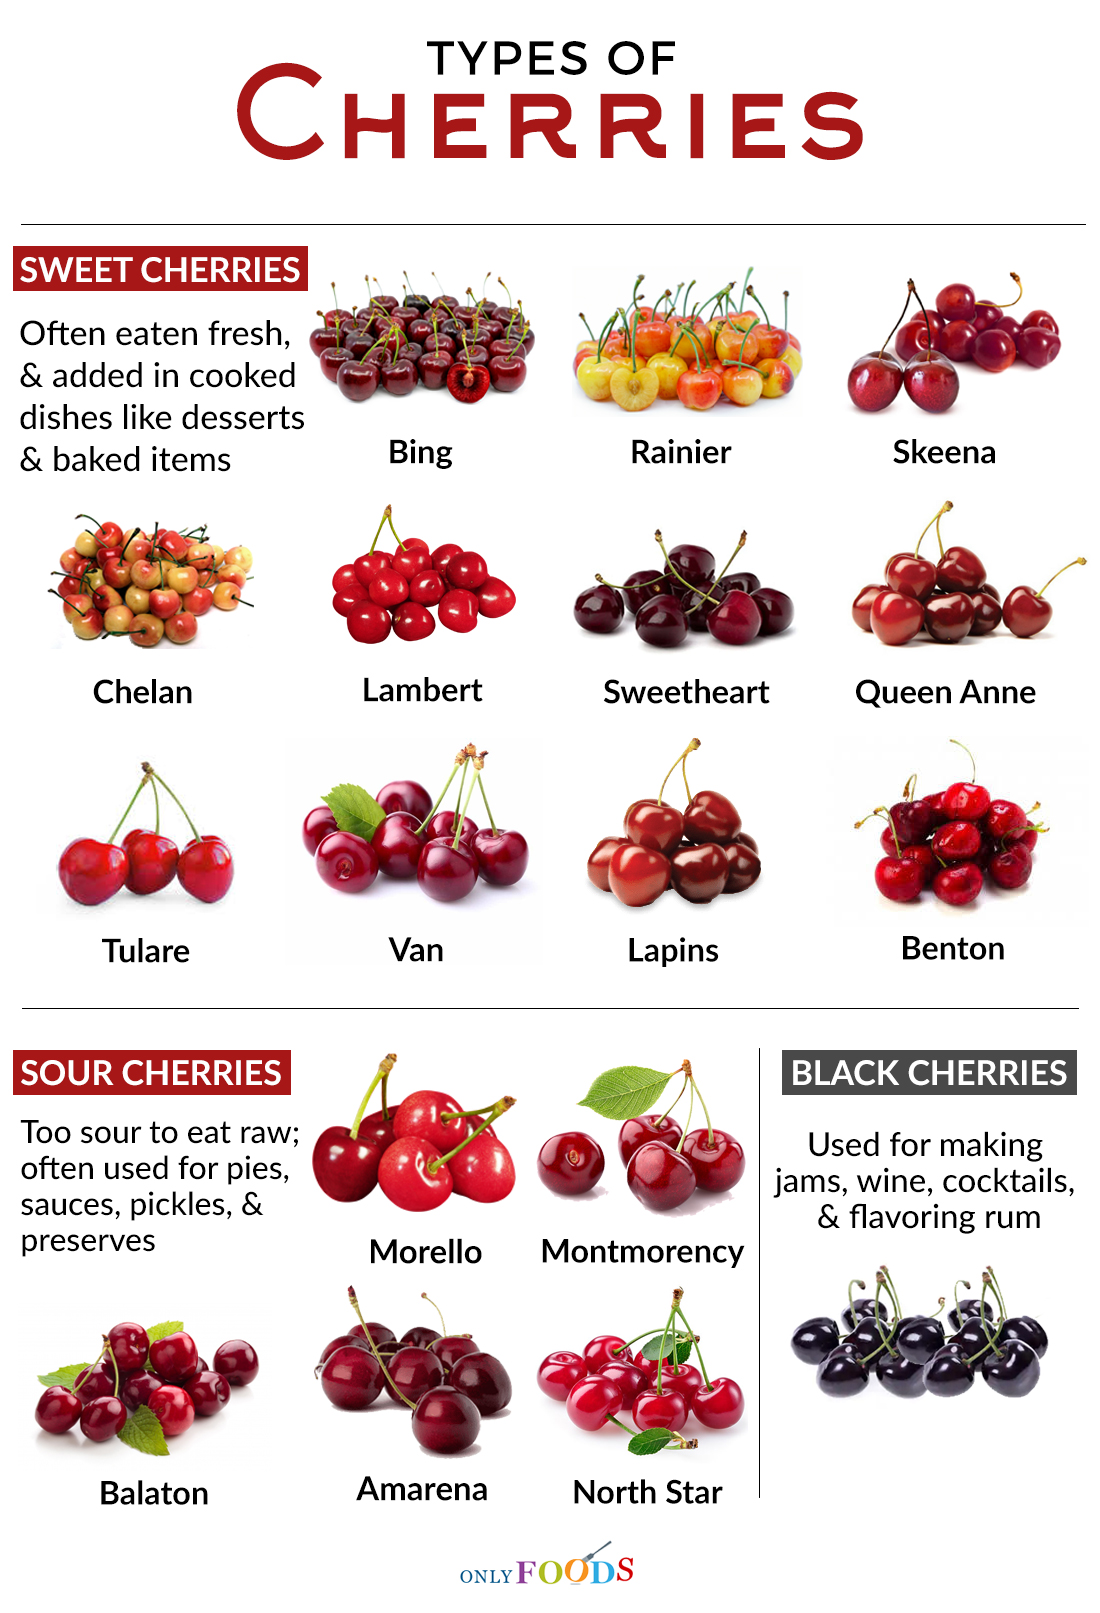 TYPES OF
CHERRIES
SWEET CHERRIES
Often eaten fresh,
& added in cooked
dishes like desserts
& baked items
Bing
Rainier
Skeena
Chelan
Lambert
Sweetheart
Queen Anne
Tulare
Van
Lapins
Benton
SOUR CHERRIES
Too sour to eat raw;
often used for pies,
sauces, pickles, &
preserves
Morello
Montmorency
Balaton
Amarena
North Star
BLACK CHERRIES
Used for making
jams, wine, cocktails,
& flavoring rum
ONLY FOODS